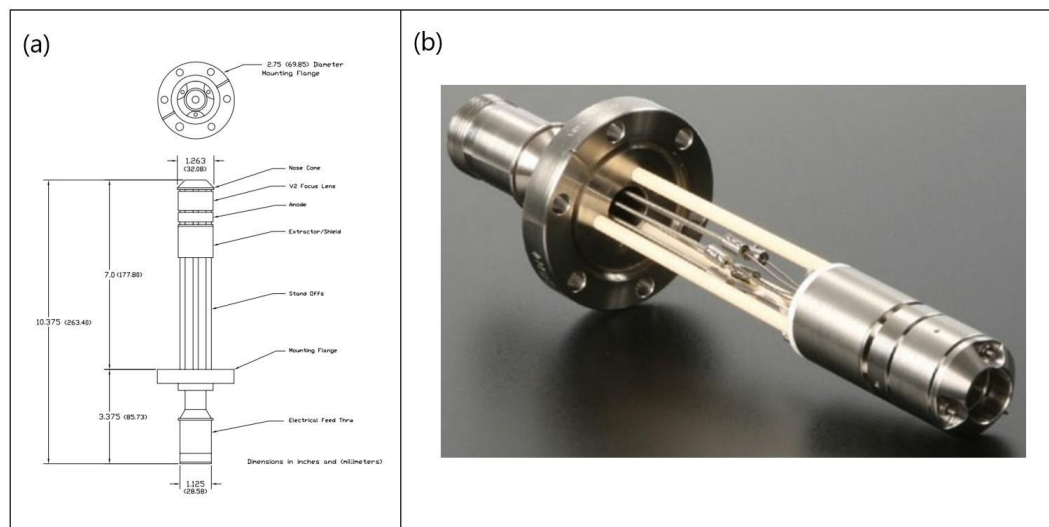 (a)
2.75 (69.85) Diameter
Mounting Flange
1.263
(32.08)
Nose Cone
V2 Focus Lens
Anode
Extractor/Shield
7.0 (177.80)
Stand Offs
10.375 (263.40)
Mounting Flange
3.375 (85.73)
Electrical Feed Thru
Dimensions in inches and (milimeters)
1.125
(28.58)
(b)